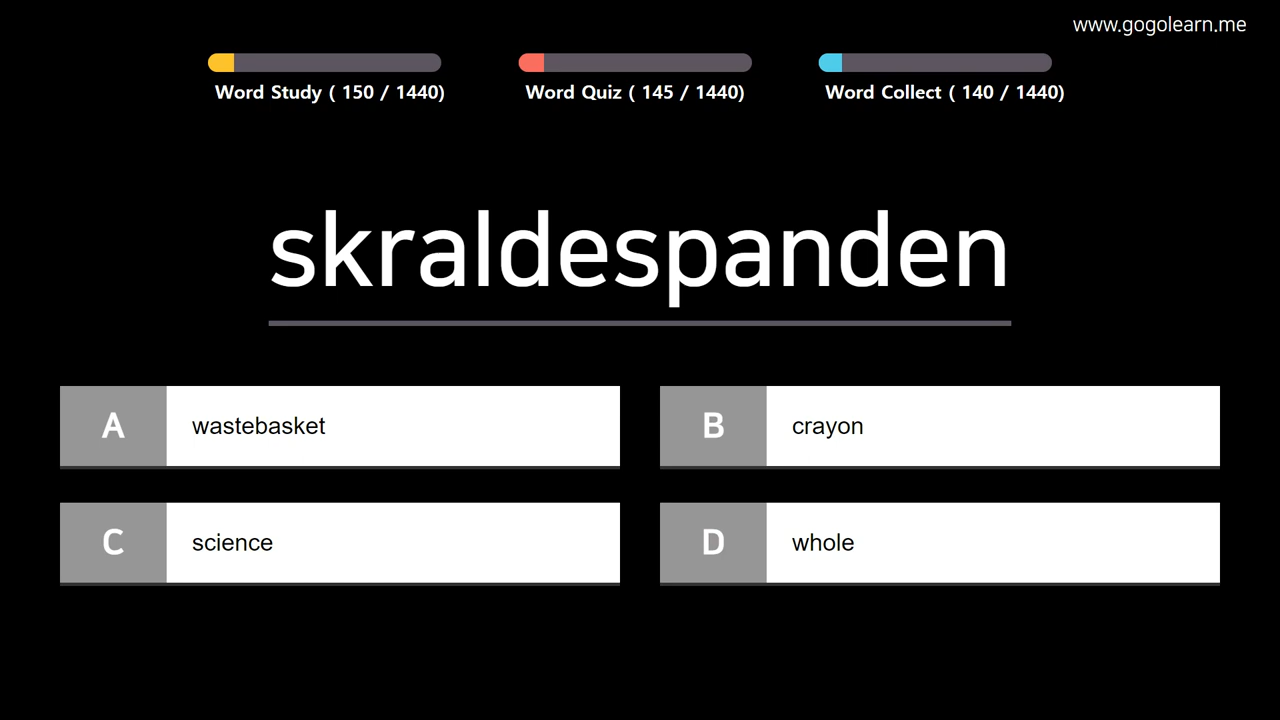 www.gogolearn.me
Word Study ( 150 / 1440)
Word Quiz ( 145 / 1440)
Word Collect ( 140 / 1440)
skraldespanden
A wastebasket
B crayon
C science
D whole